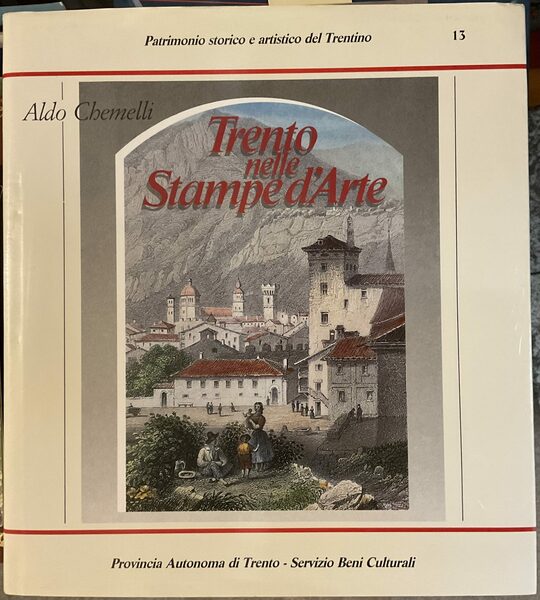 Patrimonio storico e artistico del Trentino 13
Aldo Chemelli
Trento
nelle
Stampe d'Arte
Provincia Autonoma di Trento - Servizio Beni Culturali